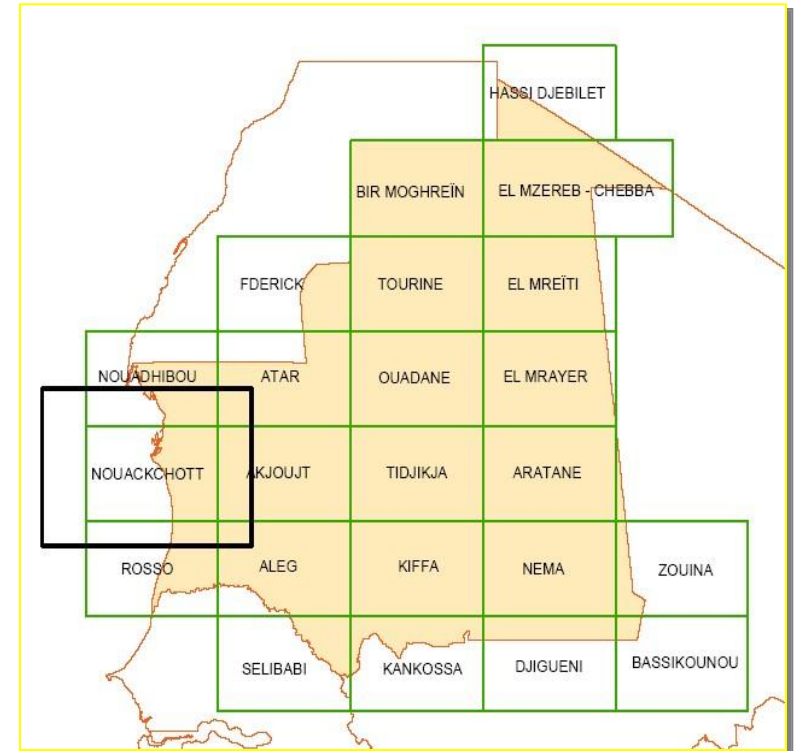 HASSI DJEBILET
BIR MOGHREÏN
EL MZEREB - CHEBBA
FDERICK
TOURINE
EL MREÏTI
NOUADHIBOU
ATAR
OUADANE
EL MRAYER
NOUACKCHOTT
AKJOUJT
TIDJIKJA
ARATANE
ROSSO
ALEG
KIFFA
NEMA
ZOUINA
SELIBABI
KANKOSSA
DJIGUENI
BASSIKOUNOU